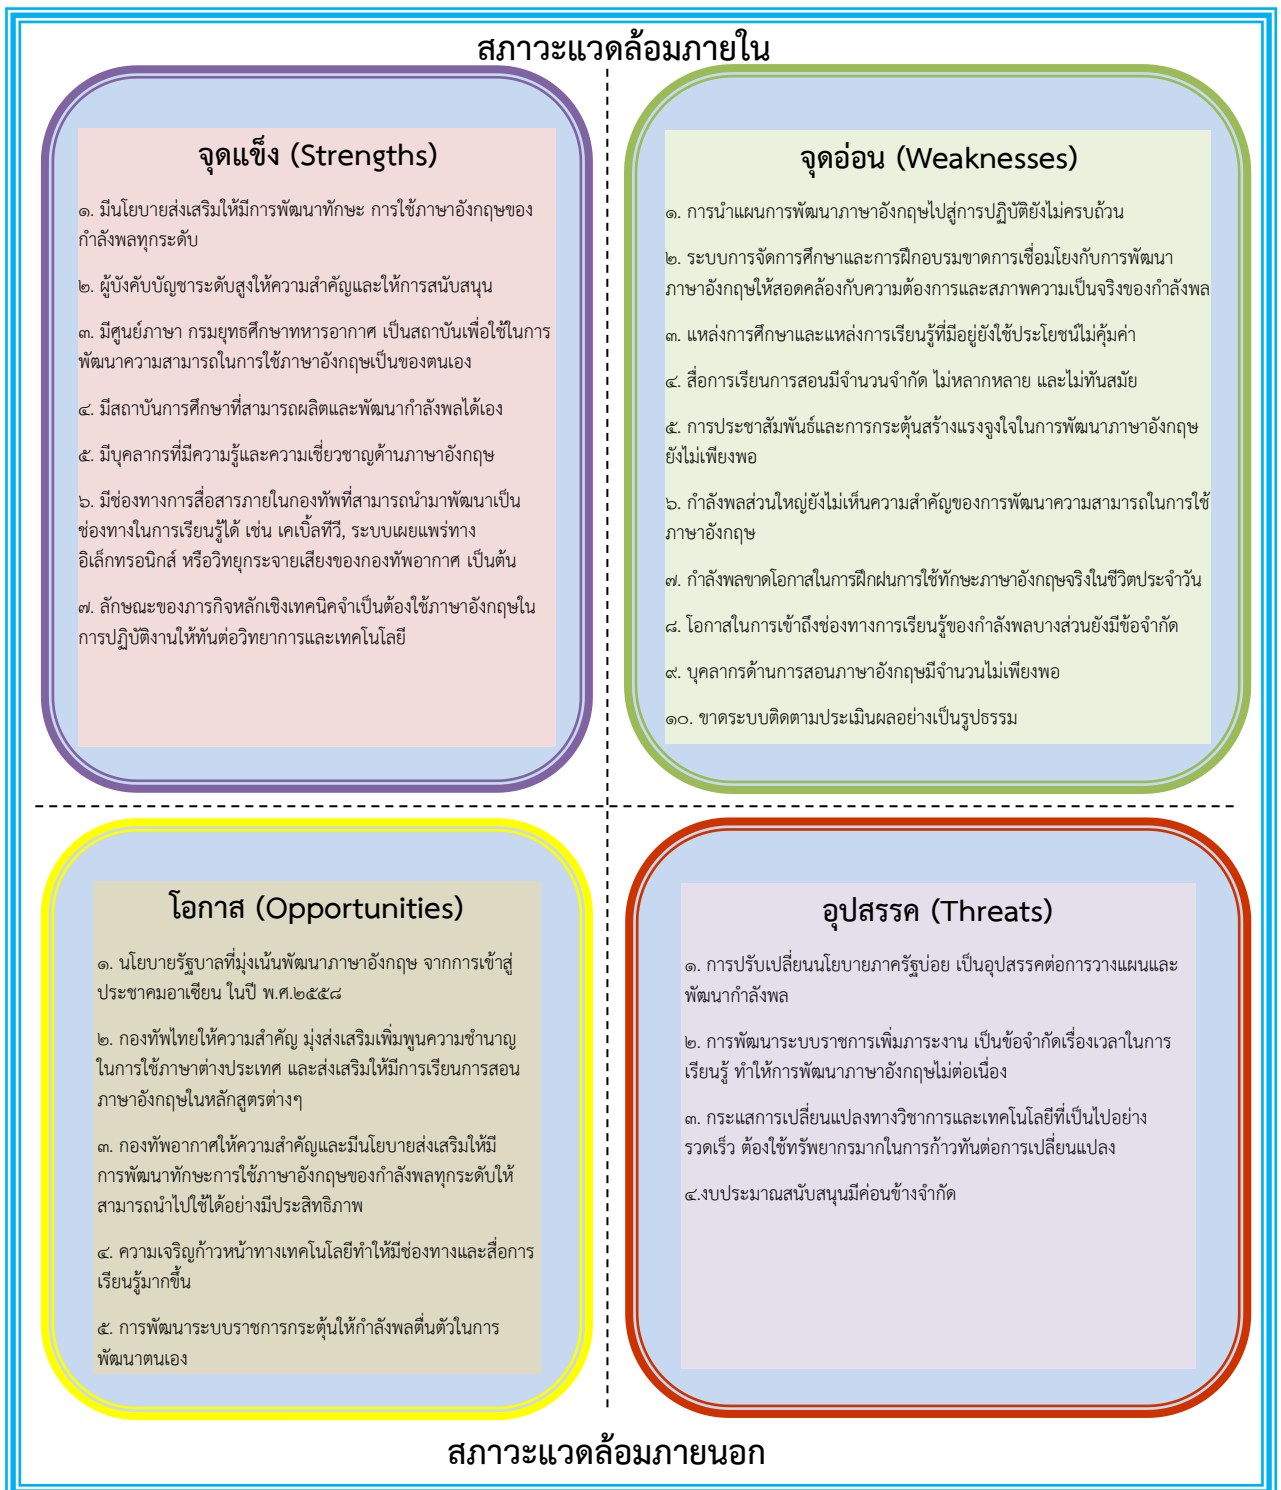 สภาวะแวดล้อมภายใน
จุดแข็ง (Strengths)
๑. มีนโยบายส่งเสริมให้มีการพัฒนาทักษะ การใช้ภาษาอังกฤษของ
กำลังพลทุกระดับ
๒. ผู้บังคับบัญชาระดับสูงให้ความสำคัญและให้การสนับสนุน
๓. มีศูนย์ภาษา กรมยุทธศึกษาทหารอากาศ เป็นสถาบันเพื่อใช้ในการ
พัฒนาความสามารถในการใช้ภาษาอังกฤษเป็นของตนเอง
๔. มีสถาบันการศึกษาที่สามารถผลิตและพัฒนากำลังพลได้เอง
๕. มีบุคลากรที่มีความรู้และความเชี่ยวชาญด้านภาษาอังกฤษ
๖. มีช่องทางการสื่อสารภายในกองทัพที่สามารถนำมาพัฒนาเป็น
ช่องทางในการเรียนรู้ได้ เช่น เคเบิ้ลทีวี, ระบบเผยแพร่ทาง
อิเล็กทรอนิกส์ หรือวิทยุกระจายเสียงของกองทัพอากาศ เป็นต้น
๗. ลักษณะของภารกิจหลักเชิงเทคนิคจำเป็นต้องใช้ภาษาอังกฤษใน
การปฏิบัติงานให้ทันต่อวิทยาการและเทคโนโลยี
จุดอ่อน (Weaknesses)
๑. การนำแผนการพัฒนาภาษาอังกฤษไปสู่การปฏิบัติยังไม่ครบถ้วน
๒. ระบบการจัดการศึกษาและการฝึกอบรมขาดการเชื่อมโยงกับการพัฒนา
ภาษาอังกฤษให้สอดคล้องกับความต้องการและสภาพความเป็นจริงของกำลังพล
๓. แหล่งการศึกษาและแหล่งการเรียนรู้ที่มีอยู่ยังใช้ประโยชน์ไม่คุ้มค่า
๔. สื่อการเรียนการสอนมีจำนวนจำกัด ไม่หลากหลาย และไม่ทันสมัย
๕. การประชาสัมพันธ์และการกระตุ้นสร้างแรงจูงใจในการพัฒนาภาษาอังกฤษ
ยังไม่เพียงพอ
๖. กำลังพลส่วนใหญ่ยังไม่เห็นความสำคัญของการพัฒนาความสามารถในการใช้
ภาษาอังกฤษ
๗. กำลังพลขาดโอกาสในการฝึกฝนการใช้ทักษะภาษาอังกฤษจริงในชีวิตประจำวัน
๘. โอกาสในการเข้าถึงช่องทางการเรียนรู้ของกำลังพลบางส่วนยังมีข้อจำกัด
๙. บุคลากรด้านการสอนภาษาอังกฤษมีจำนวนไม่เพียงพอ
๑๐. ขาดระบบติดตามประเมินผลอย่างเป็นรูปธรรม
โอกาส (Opportunities)
๑. นโยบายรัฐบาลที่มุ่งเน้นพัฒนาภาษาอังกฤษ จากการเข้าสู่
ประชาคมอาเซียน ในปี พ.ศ.๒๕๕๘
๒. กองทัพไทยให้ความสำคัญ มุ่งส่งเสริมเพิ่มพูนความชำนาญ
ในการใช้ภาษาต่างประเทศ และส่งเสริมให้มีการเรียนการสอน
ภาษาอังกฤษในหลักสูตรต่างๆ
๓. กองทัพอากาศให้ความสำคัญและมีนโยบายส่งเสริมให้มี
การพัฒนาทักษะการใช้ภาษาอังกฤษของกำลังพลทุกระดับให้
สามารถนำไปใช้ได้อย่างมีประสิทธิภาพ
๔. ความเจริญก้าวหน้าทางเทคโนโลยีทำให้มีช่องทางและสื่อการ
เรียนรู้มากขึ้น
๕. การพัฒนาระบบราชการกระตุ้นให้กำลังพลตื่นตัวในการ
พัฒนาตนเอง
อุปสรรค (Threats)
๑. การปรับเปลี่ยนนโยบายภาครัฐบ่อย เป็นอุปสรรคต่อการวางแผนและ
พัฒนากำลังพล
๒. การพัฒนาระบบราชการเพิ่มภาระงาน เป็นข้อจำกัดเรื่องเวลาในการ
เรียนรู้ ทำให้การพัฒนาภาษาอังกฤษไม่ต่อเนื่อง
๓. กระแสการเปลี่ยนแปลงทางวิชาการและเทคโนโลยีที่เป็นไปอย่าง
รวดเร็ว ต้องใช้ทรัพยากรมากในการก้าวทันต่อการเปลี่ยนแปลง
๔.งบประมาณสนับสนุนมีค่อนข้างจำกัด
สภาวะแวดล้อมภายนอก